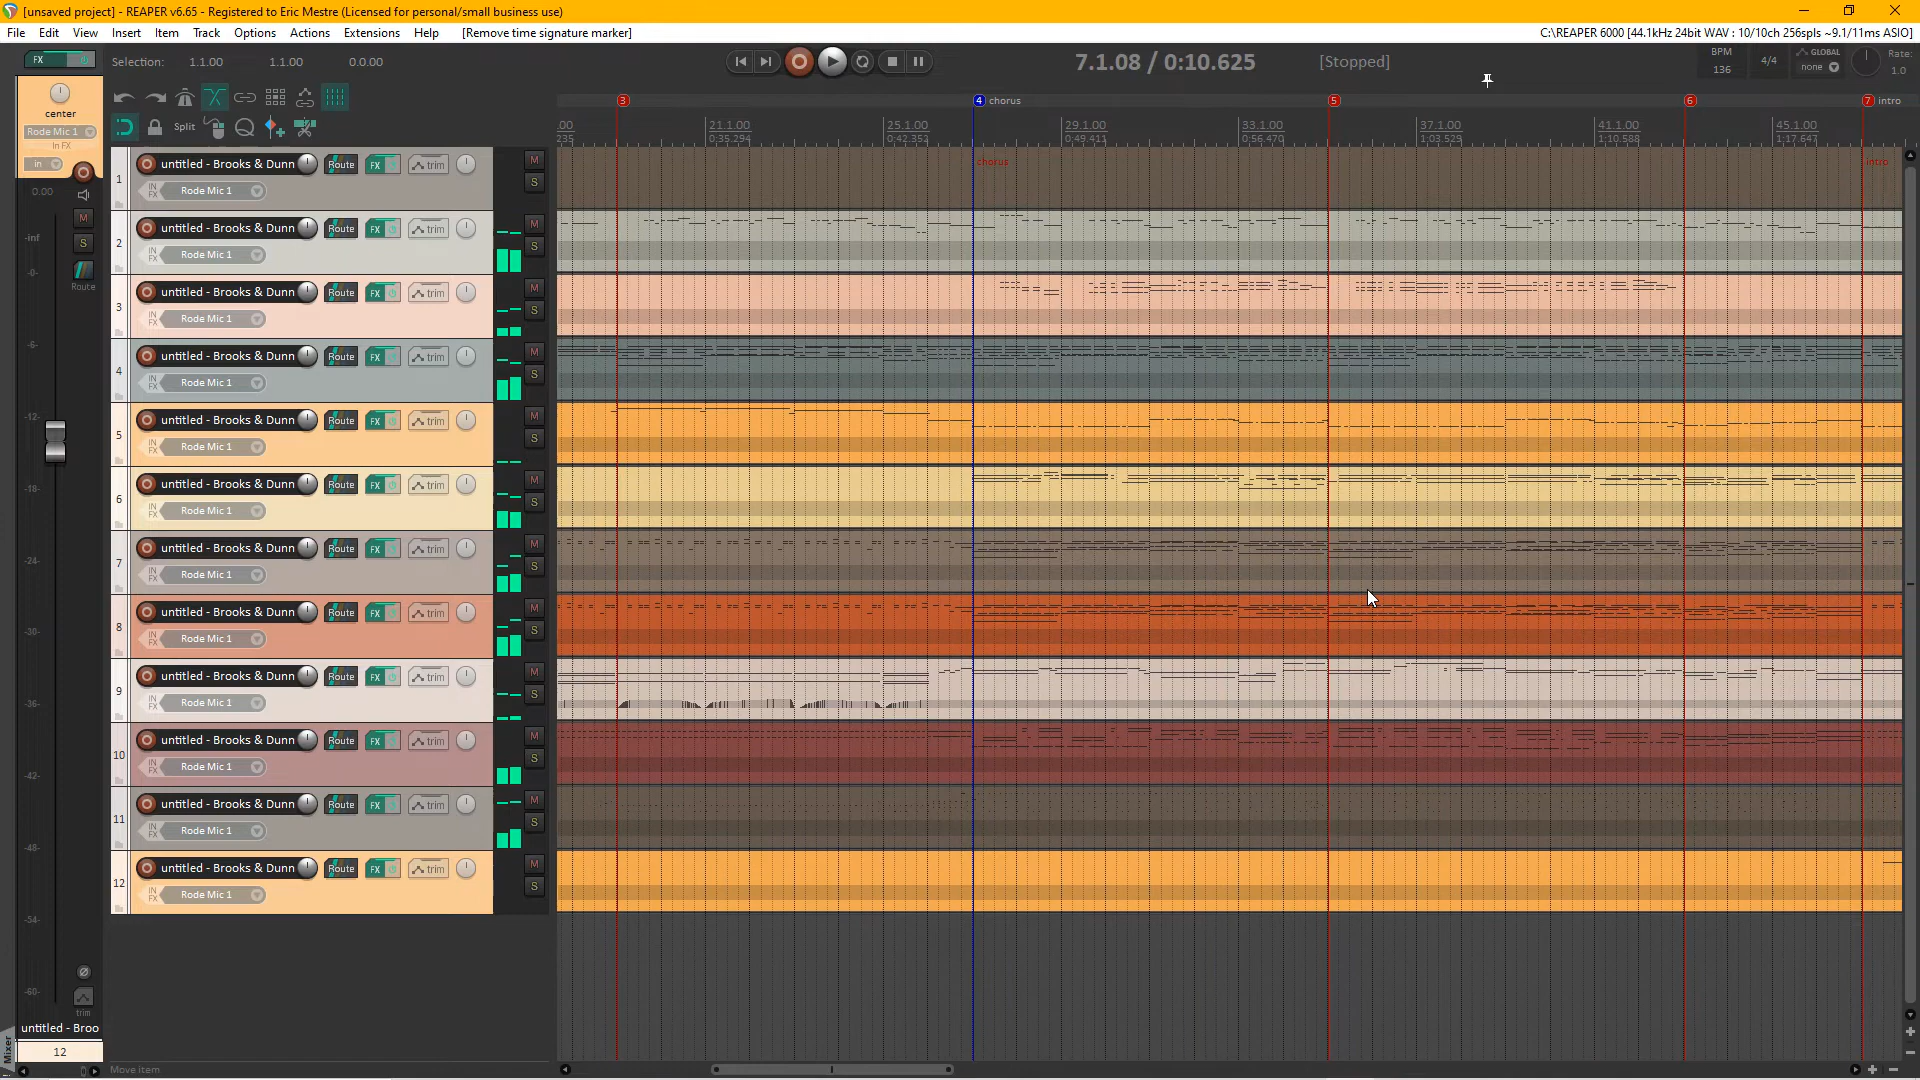 [unsaved project] - REAPER v6.65 - Registered to Eric Mestre (Licensed for personal/small business use)
File Edit View Insert Item Track Options Actions Extensions Help [Remove time signature marker]
C:\REAPER 6000 [44.1kHz 24bit WAV : 10/10ch 256spls ~9.1/11ms ASIO]
FX
Selection: 1.1.00 1.1.00 0.0.00
7.1.08 / 0:10.625 [Stopped]
BPM 136 4/4 GLOBAL none Rate: 1.0
center
Rode Mic 1
In FX
in
Split
3 4 chorus 5 6 7 intro
.00 21.1.00 25.1.00 29.1.00 33.1.00 37.1.00 41.1.00 45.1.00
235 0:35.294 0:42.352 0:49.411 0:56.470 1:03.529 1:10.588 1:17.647
chorus intro
0.00
M
S
Route
-inf
-0-
-6-
-12-
-18-
-24-
-30-
-36-
-42-
-48-
-54-
-60-
trim
untitled - Broo
12
Mixer
1 untitled - Brooks & Dunn Route FX trim M
IN FX Rode Mic 1 S
2 untitled - Brooks & Dunn Route FX trim M
IN FX Rode Mic 1 S
3 untitled - Brooks & Dunn Route FX trim M
IN FX Rode Mic 1 S
4 untitled - Brooks & Dunn Route FX trim M
IN FX Rode Mic 1 S
5 untitled - Brooks & Dunn Route FX trim M
IN FX Rode Mic 1 S
6 untitled - Brooks & Dunn Route FX trim M
IN FX Rode Mic 1 S
7 untitled - Brooks & Dunn Route FX trim M
IN FX Rode Mic 1 S
8 untitled - Brooks & Dunn Route FX trim M
IN FX Rode Mic 1 S
9 untitled - Brooks & Dunn Route FX trim M
IN FX Rode Mic 1 S
10 untitled - Brooks & Dunn Route FX trim M
IN FX Rode Mic 1 S
11 untitled - Brooks & Dunn Route FX trim M
IN FX Rode Mic 1 S
12 untitled - Brooks & Dunn Route FX trim M
IN FX Rode Mic 1 S
Move item